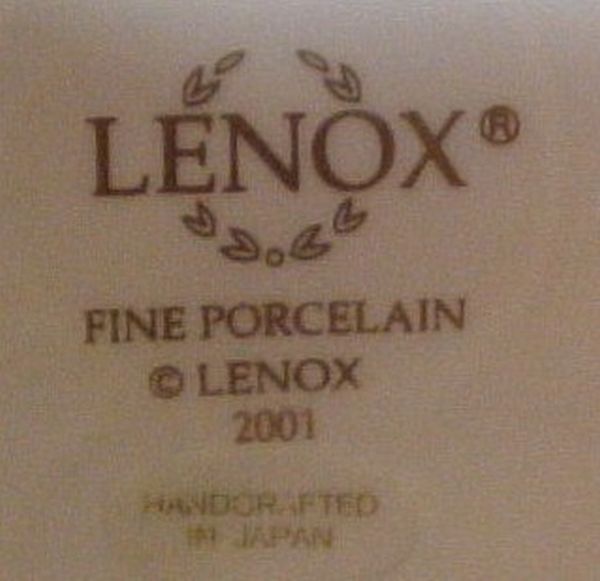 LENOX®
FINE PORCELAIN
© LENOX
2001
HANDCRAFTED
IN JAPAN